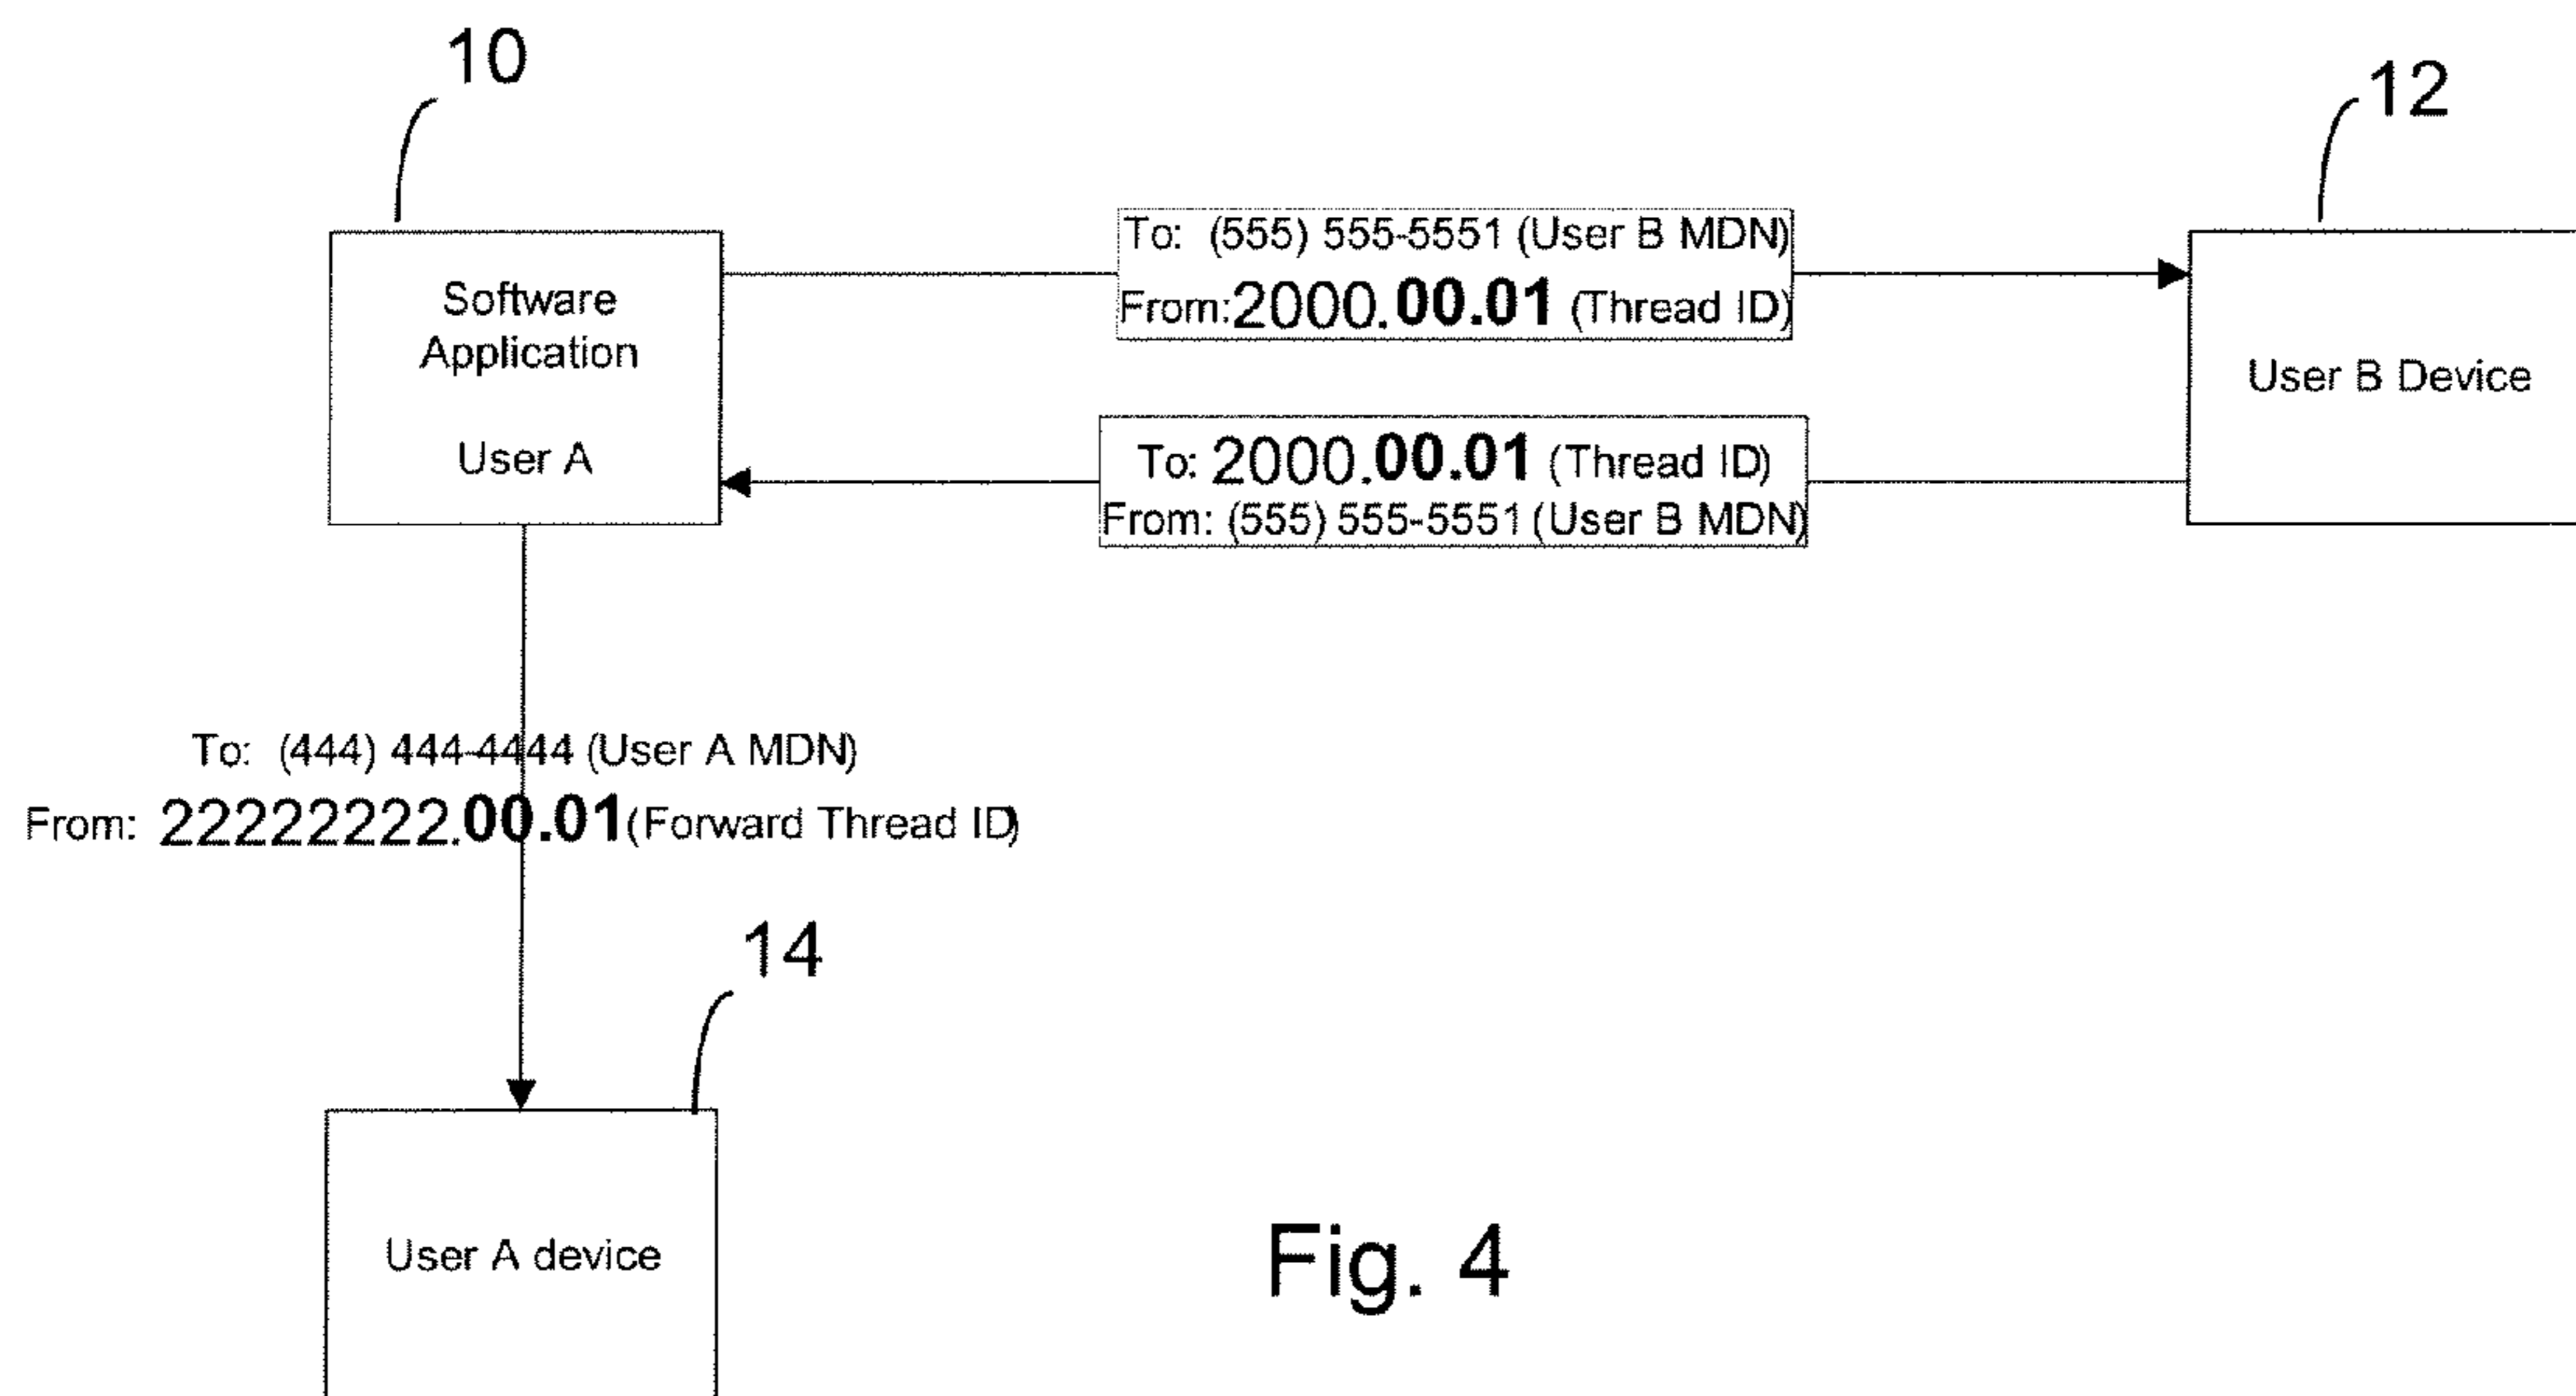 10
12
To: (555) 555-5551 (User B MDN)
From:2000.00.01 (Thread ID)
Software
Application
User A
User B Device
To: 2000.00.01 (Thread ID)
From: (555) 555-5551 (User B MDN)
To: (444) 444-4444 (User A MDN)
From: 22222222.00.01(Forward Thread ID)
14
User A device
Fig. 4